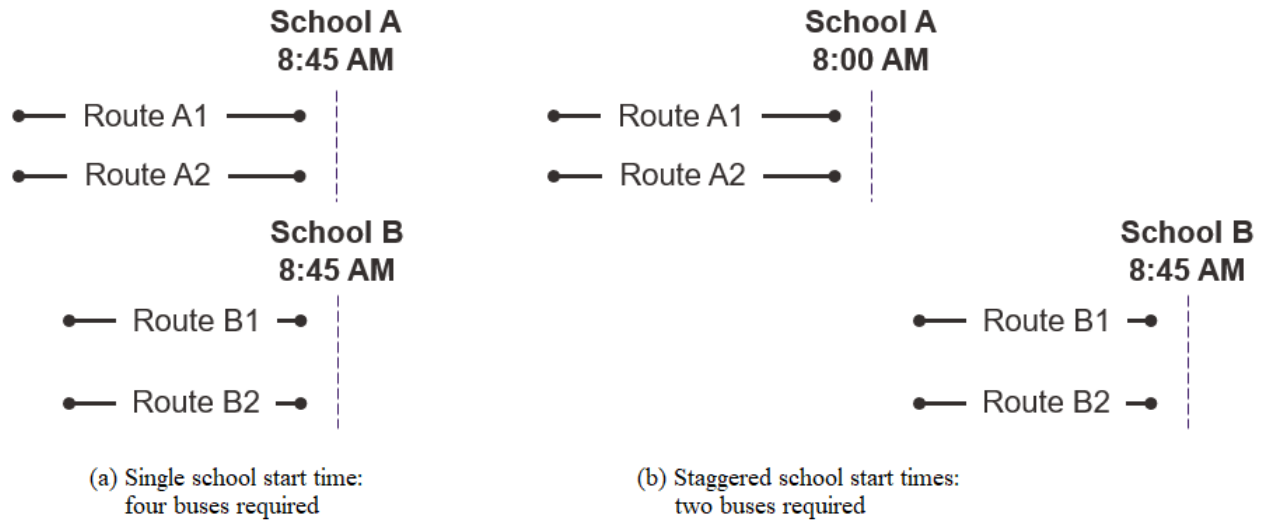 School A
8:45 AM
Route A1
Route A2
School B
8:45 AM
Route B1
Route B2
(a) Single school start time:
four buses required
School A
8:00 AM
Route A1
Route A2
School B
8:45 AM
Route B1
Route B2
(b) Staggered school start times:
two buses required